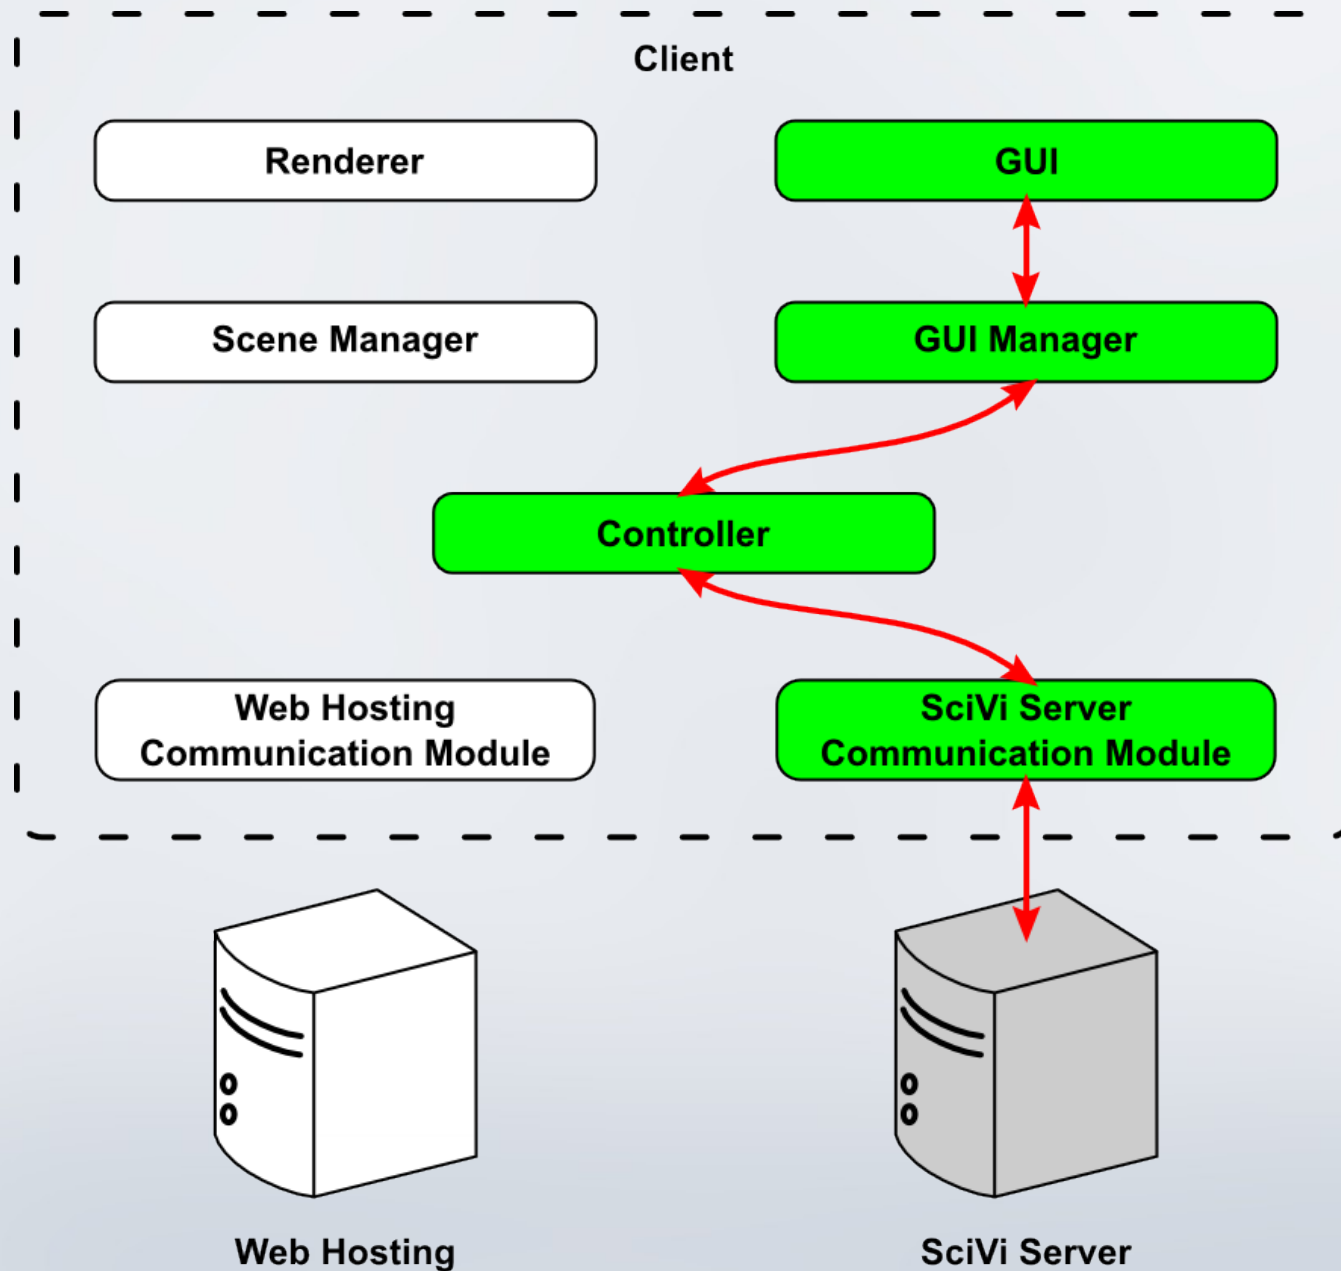 Client
Renderer
GUI
Scene Manager
GUI Manager
Controller
Web Hosting
Communication Module
SciVi Server
Communication Module
Web Hosting
SciVi Server